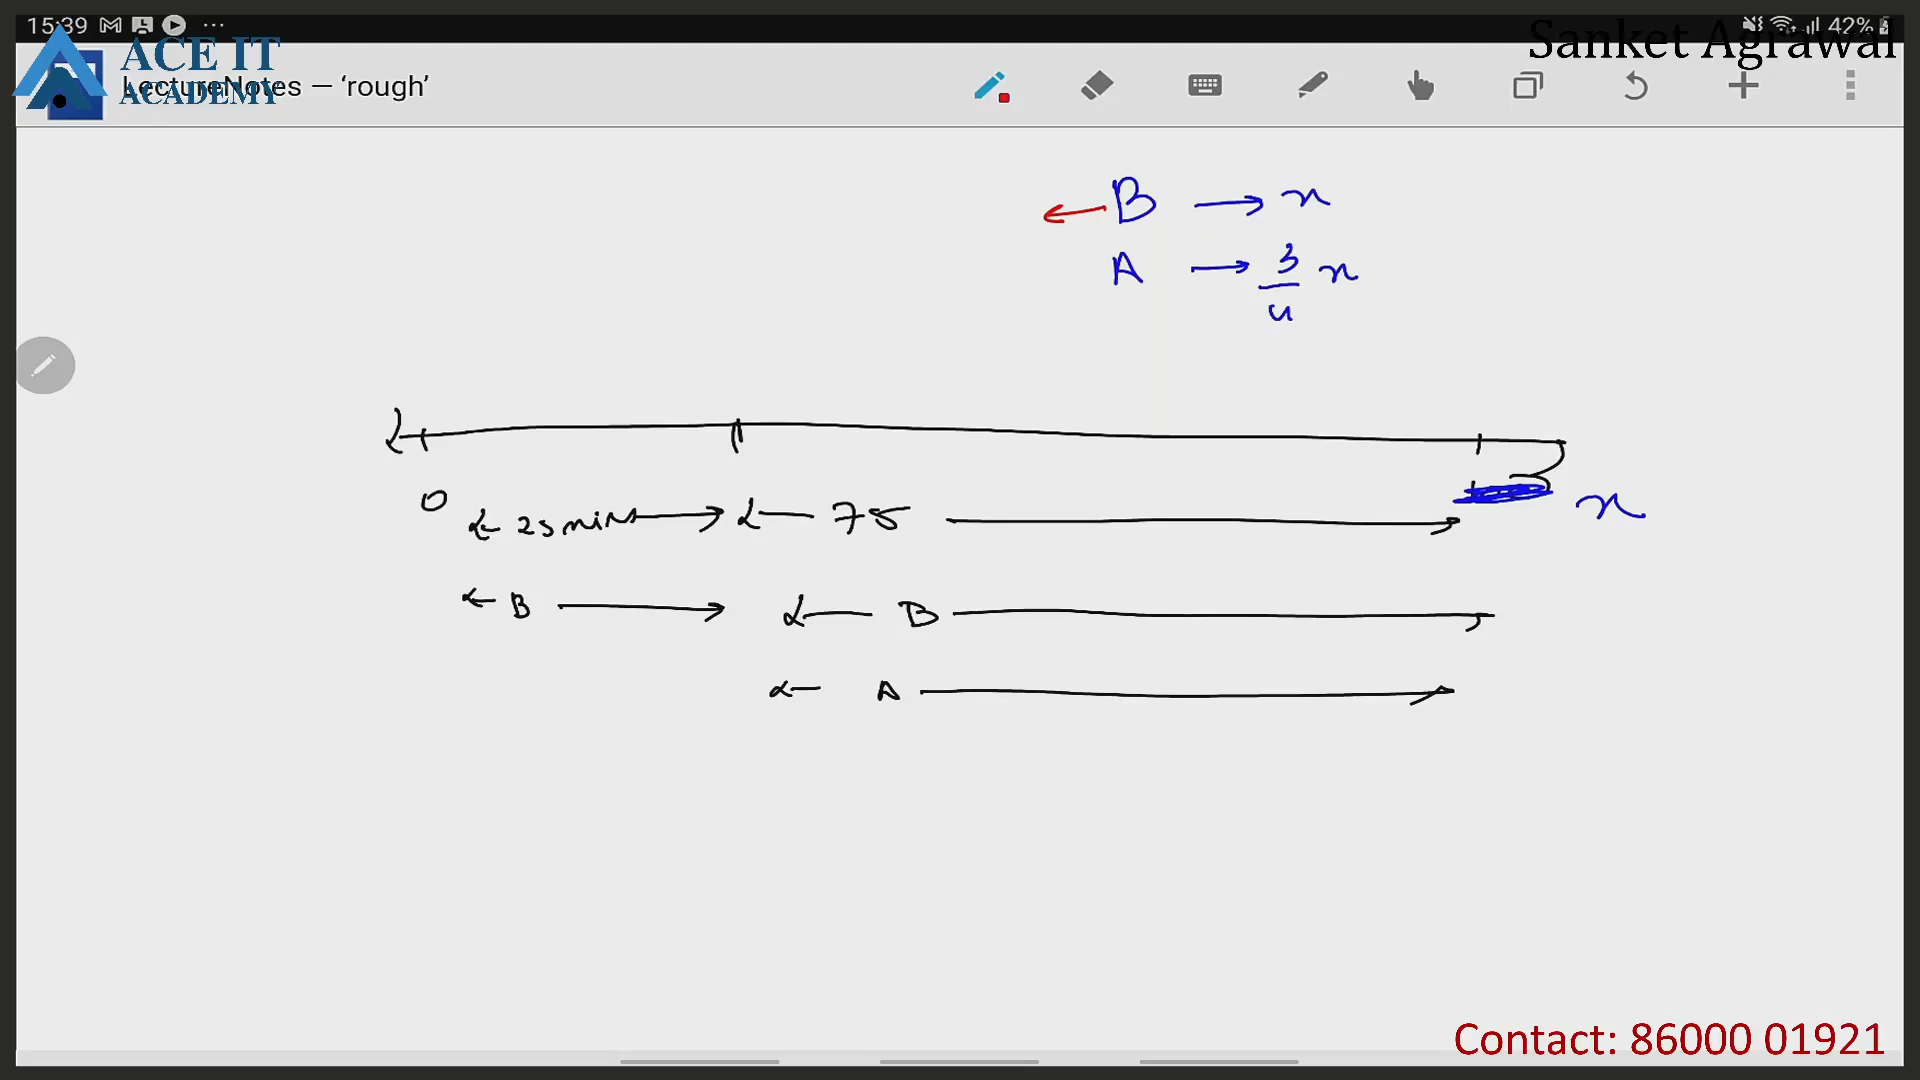 15:39
42%
Sanket Agrawal
ACE IT
ACADEMY
LectureNotes — ‘rough’
B → x
A → 3/4 x
0
25 mins
75
x
B
B
A
Contact: 86000 01921